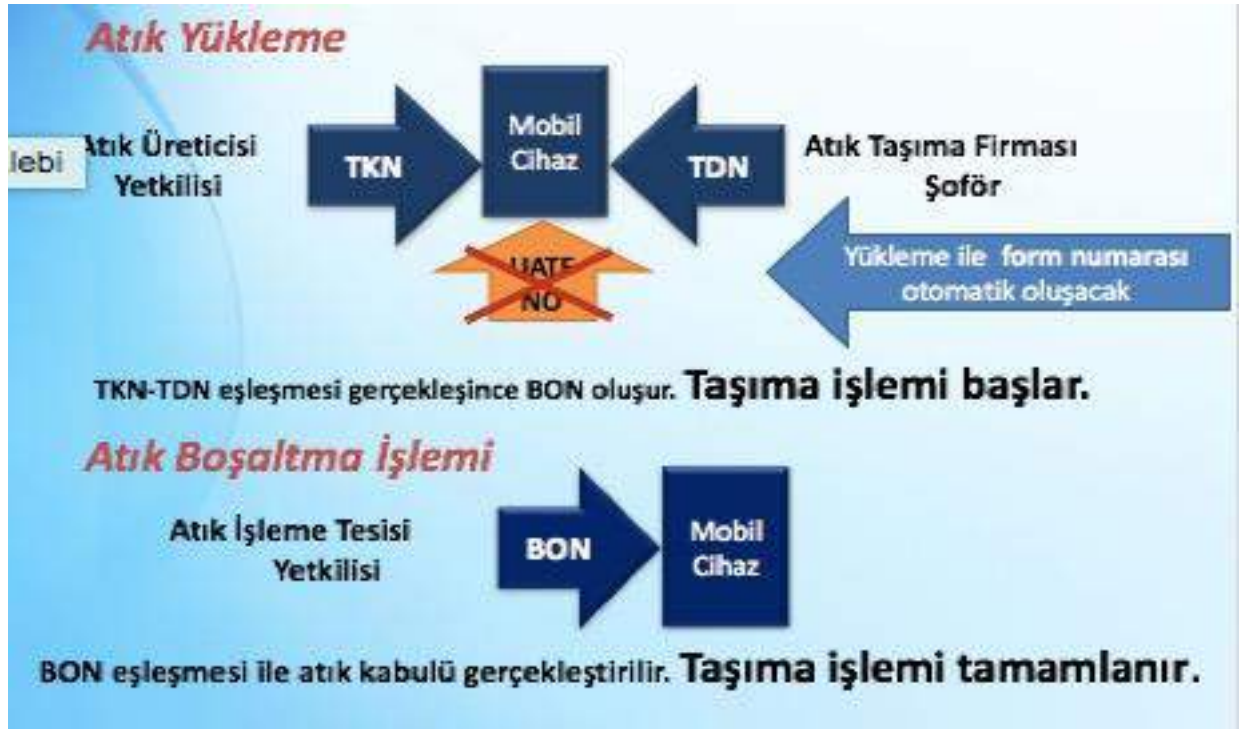 Atık Yükleme
lebi
Atık Üreticisi
Yetkilisi
TKN
Mobil
Cihaz
TDN
Atık Taşıma Firması
Şoför
UATF
NO
Yükleme ile form numarası
otomatik oluşacak
TKN-TDN eşleşmesi gerçekleşince BON oluşur. Taşıma işlemi başlar.
Atık Boşaltma İşlemi
Atık İşleme Tesisi
Yetkilisi
BON
Mobil
Cihaz
BON eşleşmesi ile atık kabulü gerçekleştirilir. Taşıma işlemi tamamlanır.